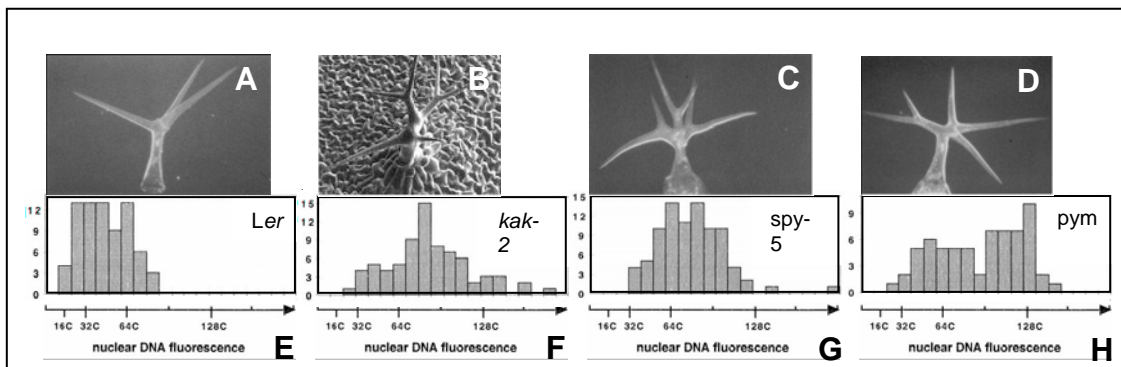 A B C D
12
9
6
3
0
Ler
15
12
9
6
3
0
kak-
2
15
12
9
6
3
0
spy-
5
9
6
3
0
pym
16C 32C 64C 128C
16C 32C 64C 128C
16C 32C 64C 128C
16C 32C 64C 128C
nuclear DNA fluorescence E
nuclear DNA fluorescence F
nuclear DNA fluorescence G
nuclear DNA fluorescence H